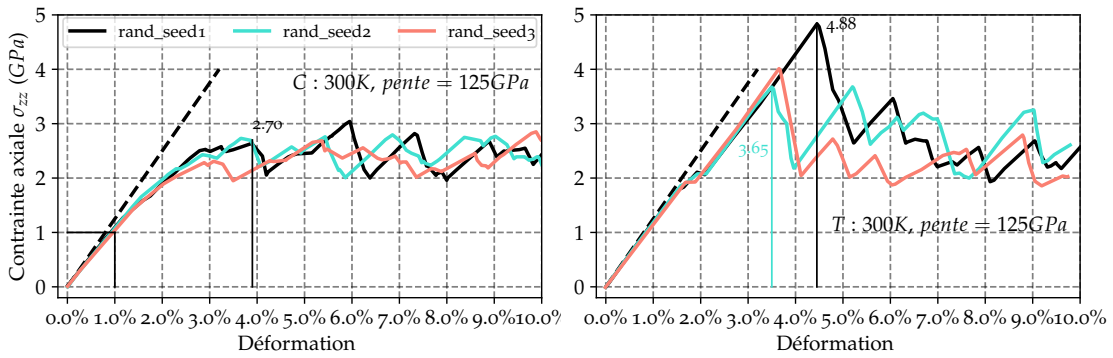 Contrainte axiale σzz (GPa)
5
4
3
2
1
0
rand_seed1 rand_seed2 rand_seed3
C : 300K, pente = 125GPa
2.70
0.0% 1.0% 2.0% 3.0% 4.0% 5.0% 6.0% 7.0% 8.0% 9.0% 10.0%
Déformation
5
4
3
2
1
0
4.88
3.65
T : 300K, pente = 125GPa
0.0% 1.0% 2.0% 3.0% 4.0% 5.0% 6.0% 7.0% 8.0% 9.0% 10.0%
Déformation